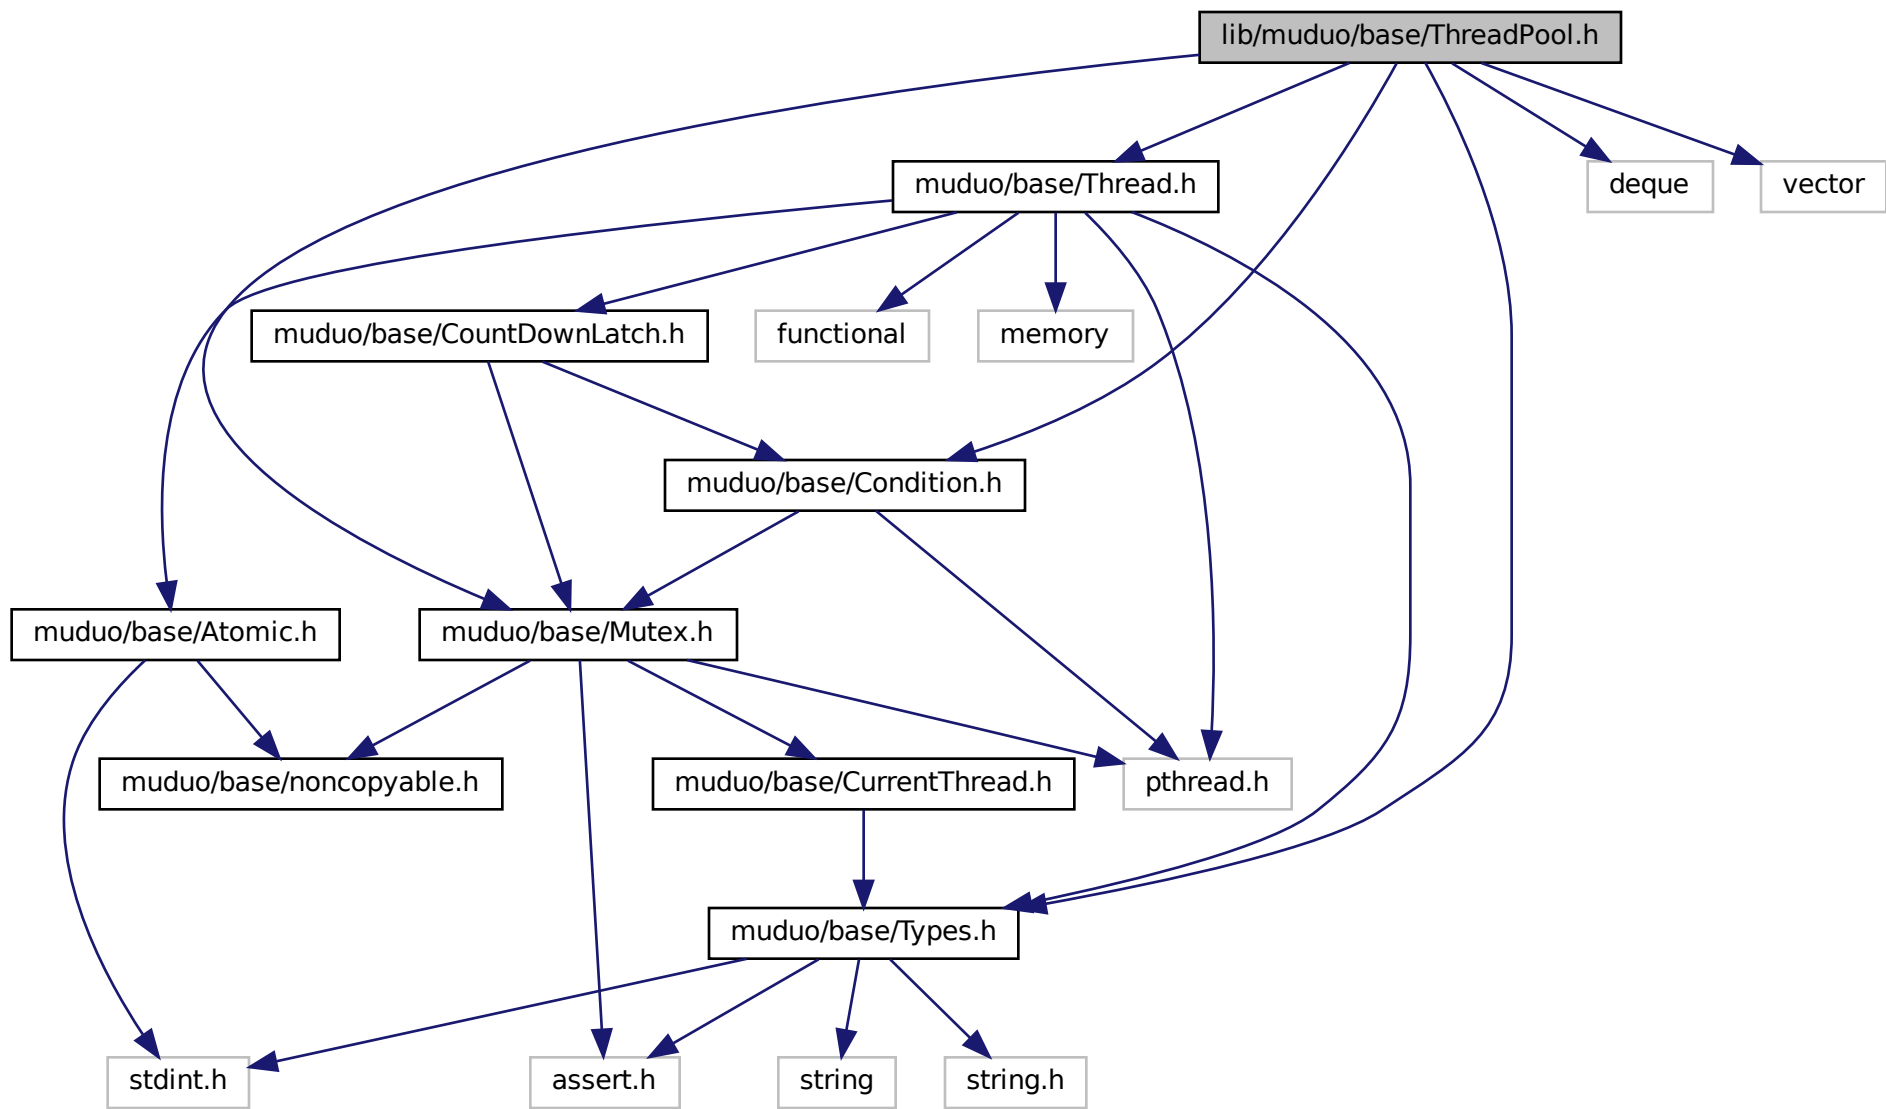 lib/muduo/base/ThreadPool.h
muduo/base/Thread.h
deque
vector
muduo/base/CountDownLatch.h
functional
memory
muduo/base/Condition.h
muduo/base/Atomic.h
muduo/base/Mutex.h
muduo/base/noncopyable.h
muduo/base/CurrentThread.h
pthread.h
muduo/base/Types.h
stdint.h
assert.h
string
string.h